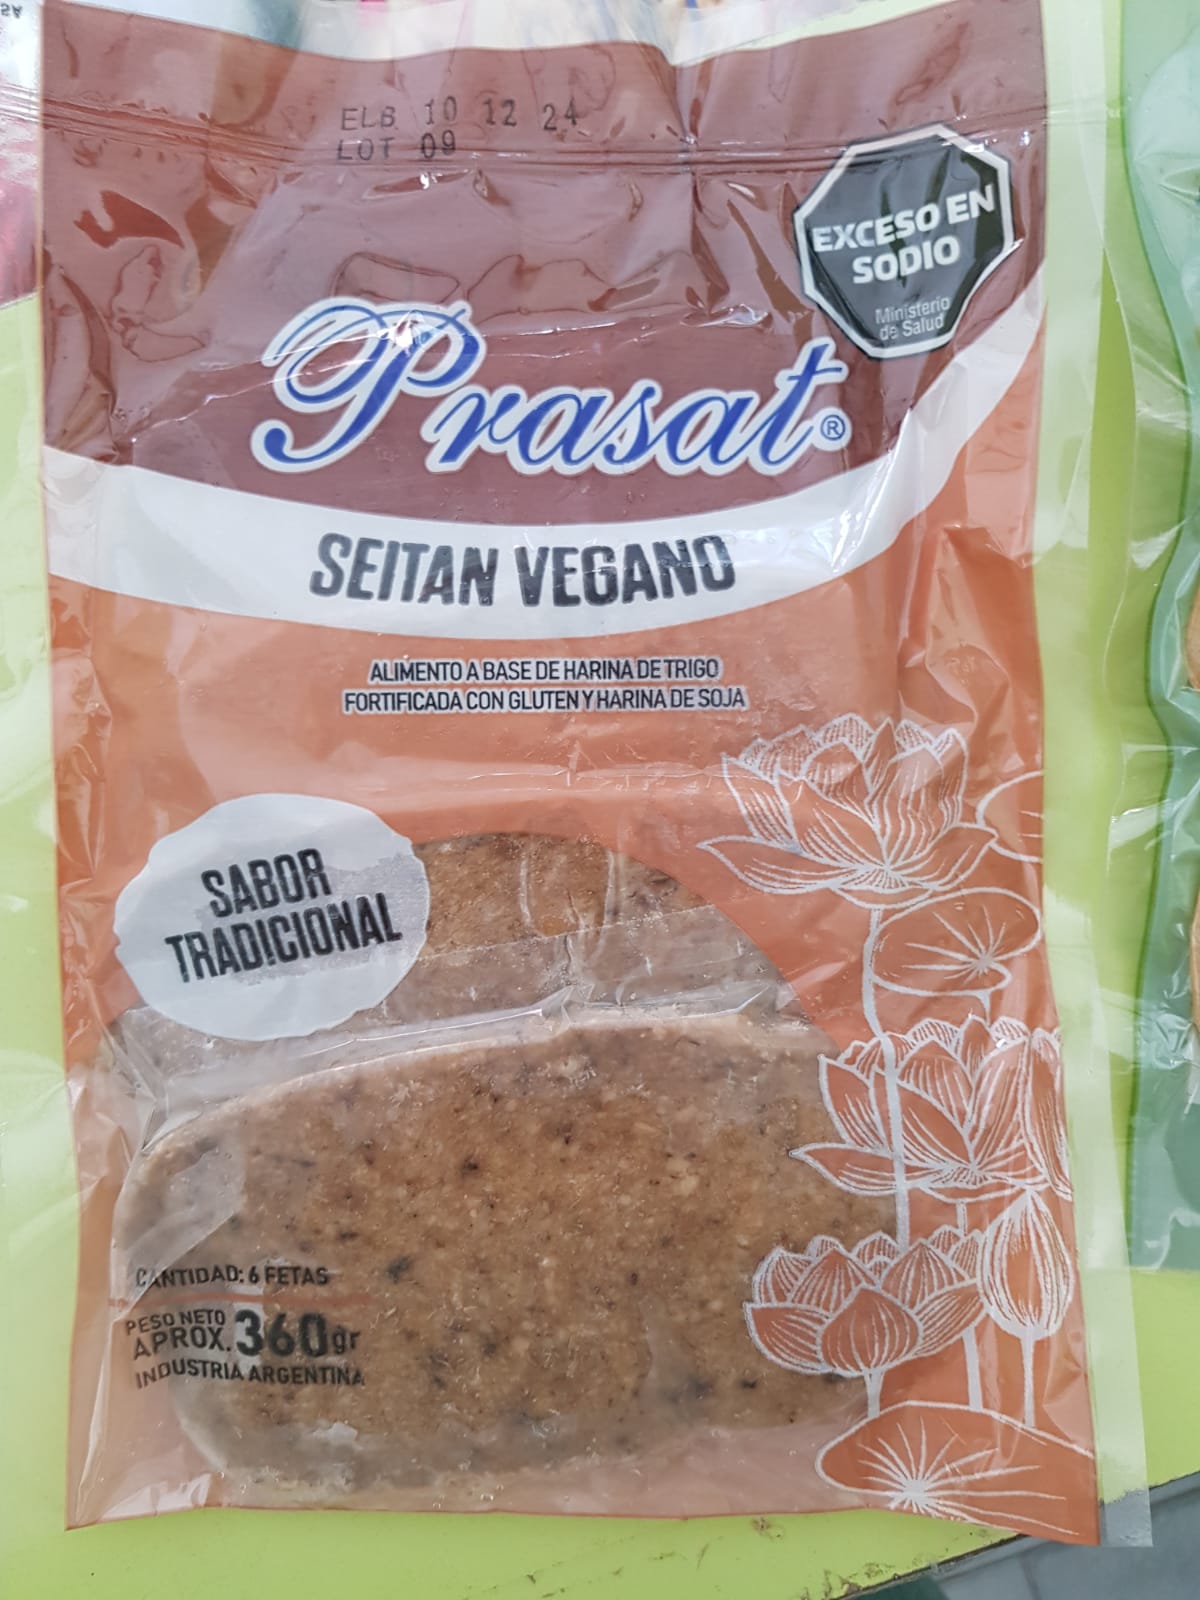 ELB 10 12 24
LOT 09
EXCESO EN
SODIO
Ministerio
de Salud
Prasat®
SEITAN VEGANO
ALIMENTO A BASE DE HARINA DE TRIGO
FORTIFICADA CON GLUTEN Y HARINA DE SOJA
SABOR
TRADICIONAL
CANTIDAD: 6 FETAS
PESO NETO
APROX. 360gr
INDUSTRIA ARGENTINA